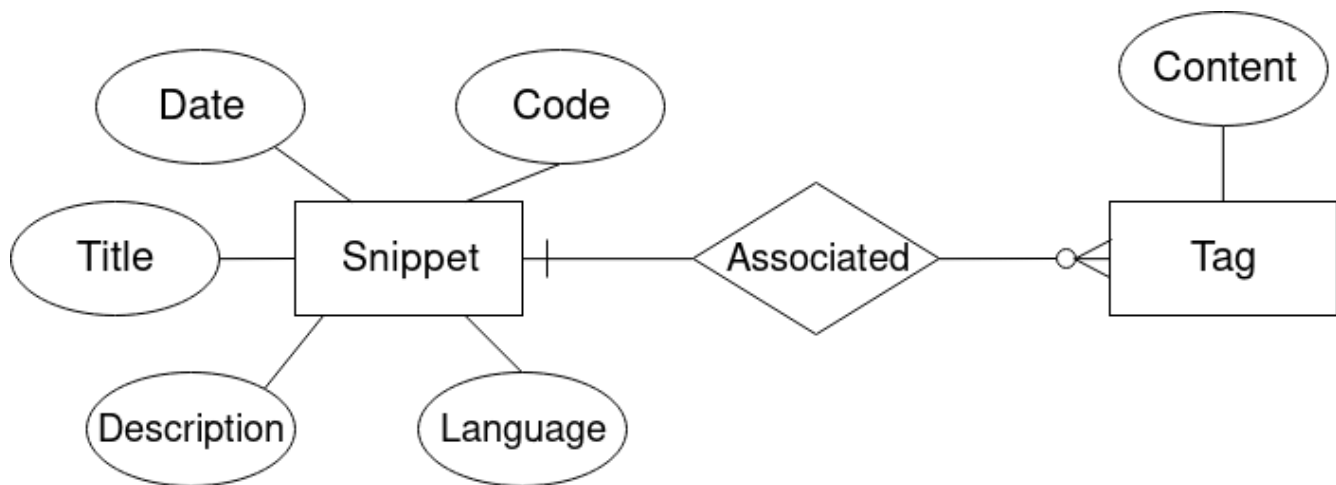 Date
Code
Content
Title
Snippet
Associated
Tag
Description
Language